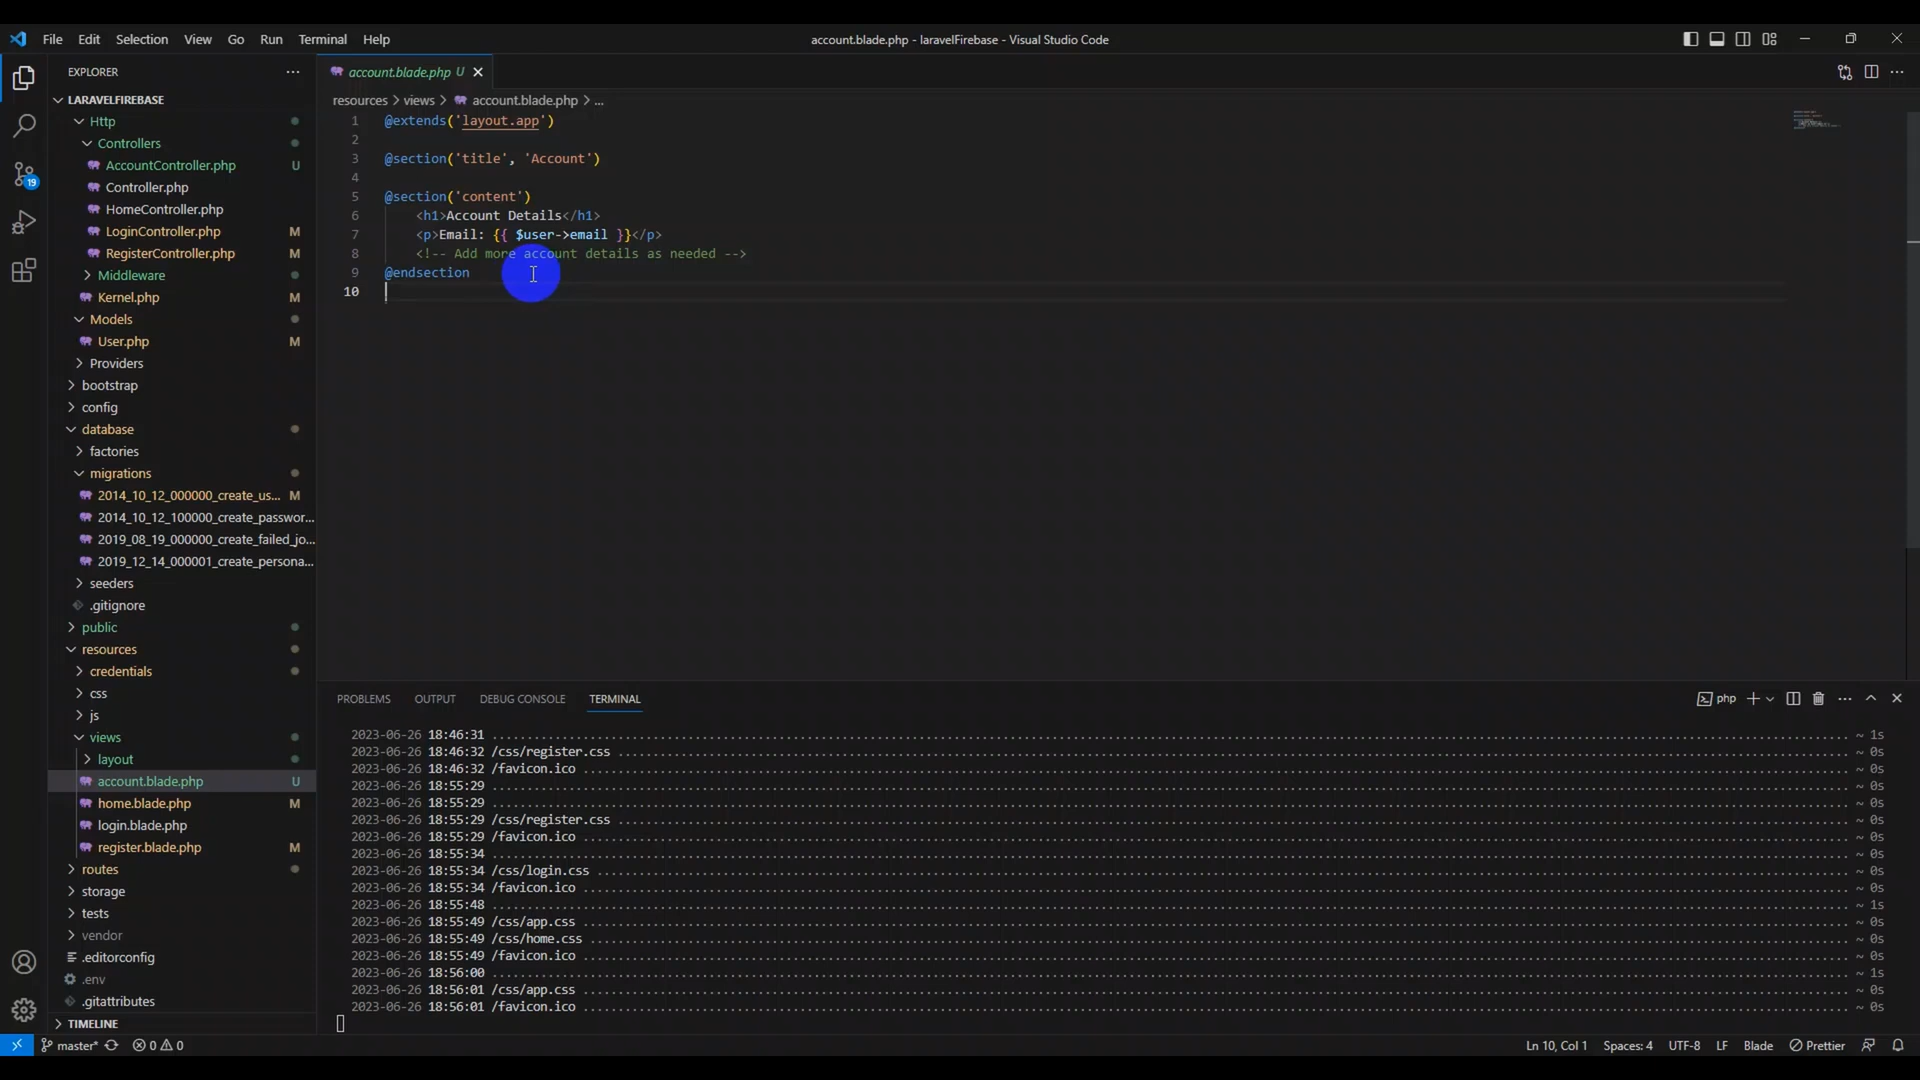 File Edit Selection View Go Run Terminal Help
account.blade.php - laravelFirebase - Visual Studio Code
EXPLORER
LARAVELFIREBASE
Http
Controllers
AccountController.php U
Controller.php
HomeController.php
LoginController.php M
RegisterController.php M
Middleware
Kernel.php M
Models
User.php M
Providers
bootstrap
config
database
factories
migrations
2014_10_12_000000_create_us... M
2014_10_12_100000_create_passwor...
2019_08_19_000000_create_failed_jo...
2019_12_14_000001_create_persona...
seeders
.gitignore
public
resources
credentials
css
js
views
layout
account.blade.php U
home.blade.php M
login.blade.php
register.blade.php M
routes
storage
tests
vendor
.editorconfig
.env
.gitattributes
TIMELINE
19
account.blade.php U
resources > views > account.blade.php > ...
1 @extends('layout.app')
2
3 @section('title', 'Account')
4
5 @section('content')
6 <h1>Account Details</h1>
7 <p>Email: {{ $user->email }}</p>
8 <!-- Add more account details as needed -->
9 @endsection
10
PROBLEMS OUTPUT DEBUG CONSOLE TERMINAL
php
2023-06-26 18:46:31 ~ 1s
2023-06-26 18:46:32 /css/register.css ~ 0s
2023-06-26 18:46:32 /favicon.ico ~ 0s
2023-06-26 18:55:29 ~ 0s
2023-06-26 18:55:29 ~ 0s
2023-06-26 18:55:29 /css/register.css ~ 0s
2023-06-26 18:55:29 /favicon.ico ~ 0s
2023-06-26 18:55:34 ~ 0s
2023-06-26 18:55:34 /css/login.css ~ 0s
2023-06-26 18:55:34 /favicon.ico ~ 0s
2023-06-26 18:55:48 ~ 1s
2023-06-26 18:55:49 /css/app.css ~ 0s
2023-06-26 18:55:49 /css/home.css ~ 0s
2023-06-26 18:55:49 /favicon.ico ~ 0s
2023-06-26 18:56:00 ~ 1s
2023-06-26 18:56:01 /css/app.css ~ 0s
2023-06-26 18:56:01 /favicon.ico ~ 0s
master* 0 0
Ln 10, Col 1 Spaces: 4 UTF-8 LF Blade Prettier